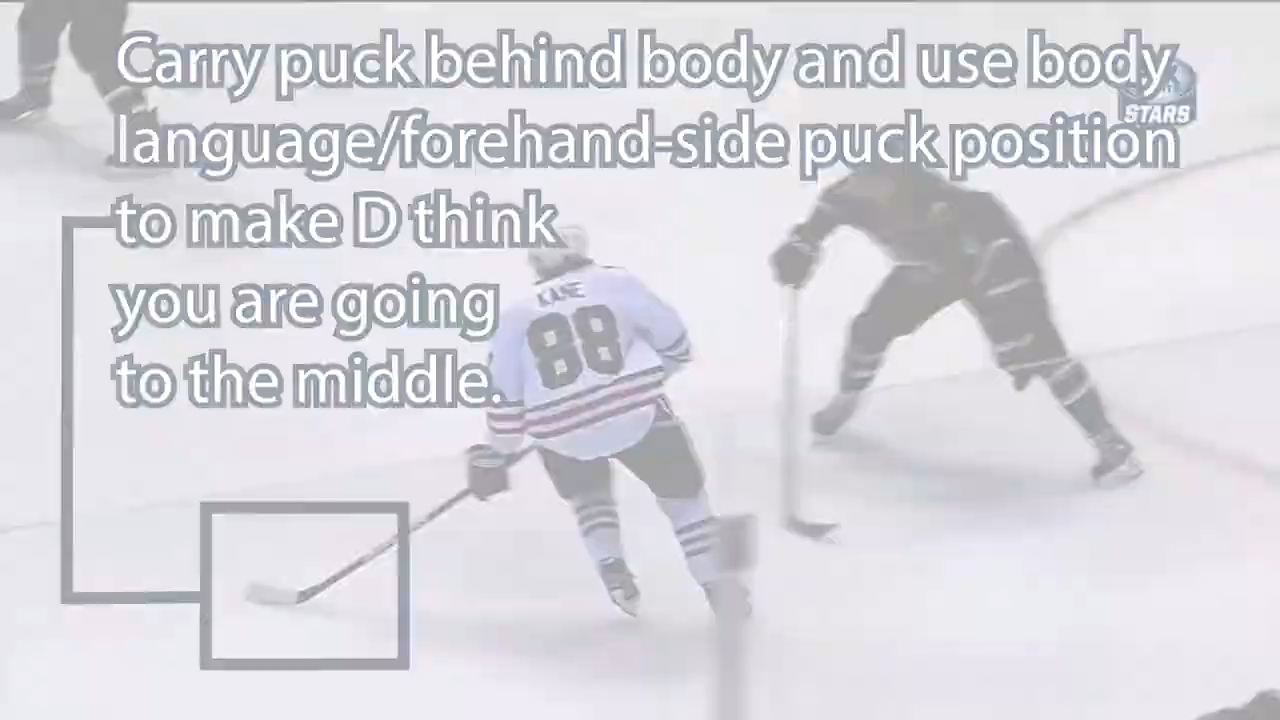 Carry puck behind body and use body
language/forehand-side puck position
to make D think
you are going
to the middle.
STARS
KANE
88